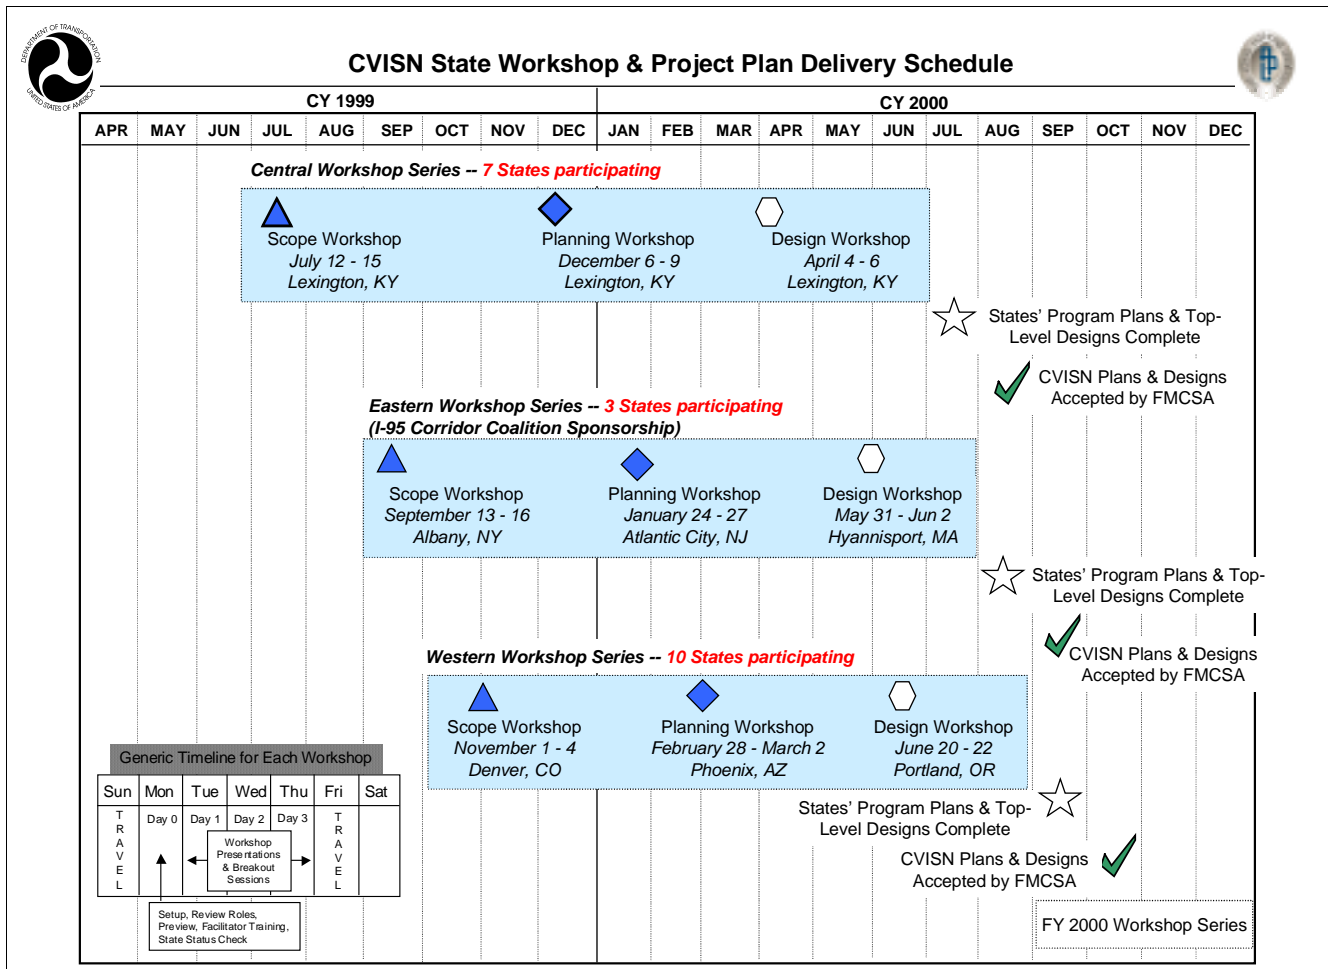 DEPARTMENT OF TRANSPORTATION
UNITED STATES OF AMERICA
CVISN State Workshop & Project Plan Delivery Schedule
CY 1999
CY 2000
APR MAY JUN JUL AUG SEP OCT NOV DEC JAN FEB MAR APR MAY JUN JUL AUG SEP OCT NOV DEC
Central Workshop Series -- 7 States participating
Scope Workshop
July 12 - 15
Lexington, KY
Planning Workshop
December 6 - 9
Lexington, KY
Design Workshop
April 4 - 6
Lexington, KY
States' Program Plans & Top-
Level Designs Complete
CVISN Plans & Designs
Accepted by FMCSA
Eastern Workshop Series -- 3 States participating
(I-95 Corridor Coalition Sponsorship)
Scope Workshop
September 13 - 16
Albany, NY
Planning Workshop
January 24 - 27
Atlantic City, NJ
Design Workshop
May 31 - Jun 2
Hyannisport, MA
States' Program Plans & Top-
Level Designs Complete
CVISN Plans & Designs
Accepted by FMCSA
Western Workshop Series -- 10 States participating
Scope Workshop
November 1 - 4
Denver, CO
Planning Workshop
February 28 - March 2
Phoenix, AZ
Design Workshop
June 20 - 22
Portland, OR
States' Program Plans & Top-
Level Designs Complete
CVISN Plans & Designs
Accepted by FMCSA
Generic Timeline for Each Workshop
Sun Mon Tue Wed Thu Fri Sat
TRAVEL
Day 0 Day 1 Day 2 Day 3
TRAVEL
Workshop
Presentations
& Breakout
Sessions
Setup, Review Roles,
Preview, Facilitator Training,
State Status Check
FY 2000 Workshop Series